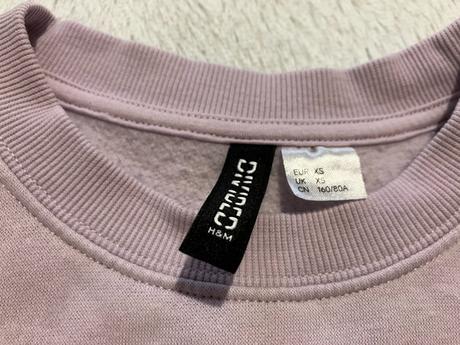 DIVIDED
H&M
EUR XS
UK XS
CN 160/80A